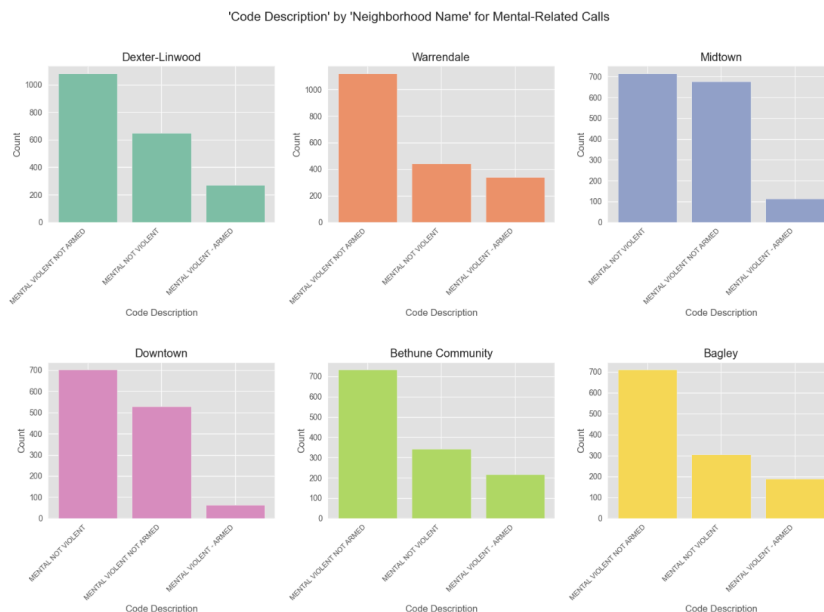 'Code Description' by 'Neighborhood Name' for Mental-Related Calls
Dexter-Linwood
Count
1000
800
600
400
200
0
MENTAL VIOLENT NOT ARMED
MENTAL NOT VIOLENT
MENTAL VIOLENT - ARMED
Code Description
Warrendale
Count
1000
800
600
400
200
0
MENTAL VIOLENT NOT ARMED
MENTAL NOT VIOLENT
MENTAL VIOLENT - ARMED
Code Description
Midtown
Count
700
600
500
400
300
200
100
0
MENTAL NOT VIOLENT
MENTAL VIOLENT NOT ARMED
MENTAL VIOLENT - ARMED
Code Description
Downtown
Count
700
600
500
400
300
200
100
0
MENTAL NOT VIOLENT
MENTAL VIOLENT NOT ARMED
MENTAL VIOLENT - ARMED
Code Description
Bethune Community
Count
700
600
500
400
300
200
100
0
MENTAL VIOLENT NOT ARMED
MENTAL NOT VIOLENT
MENTAL VIOLENT - ARMED
Code Description
Bagley
Count
700
600
500
400
300
200
100
0
MENTAL VIOLENT NOT ARMED
MENTAL NOT VIOLENT
MENTAL VIOLENT - ARMED
Code Description